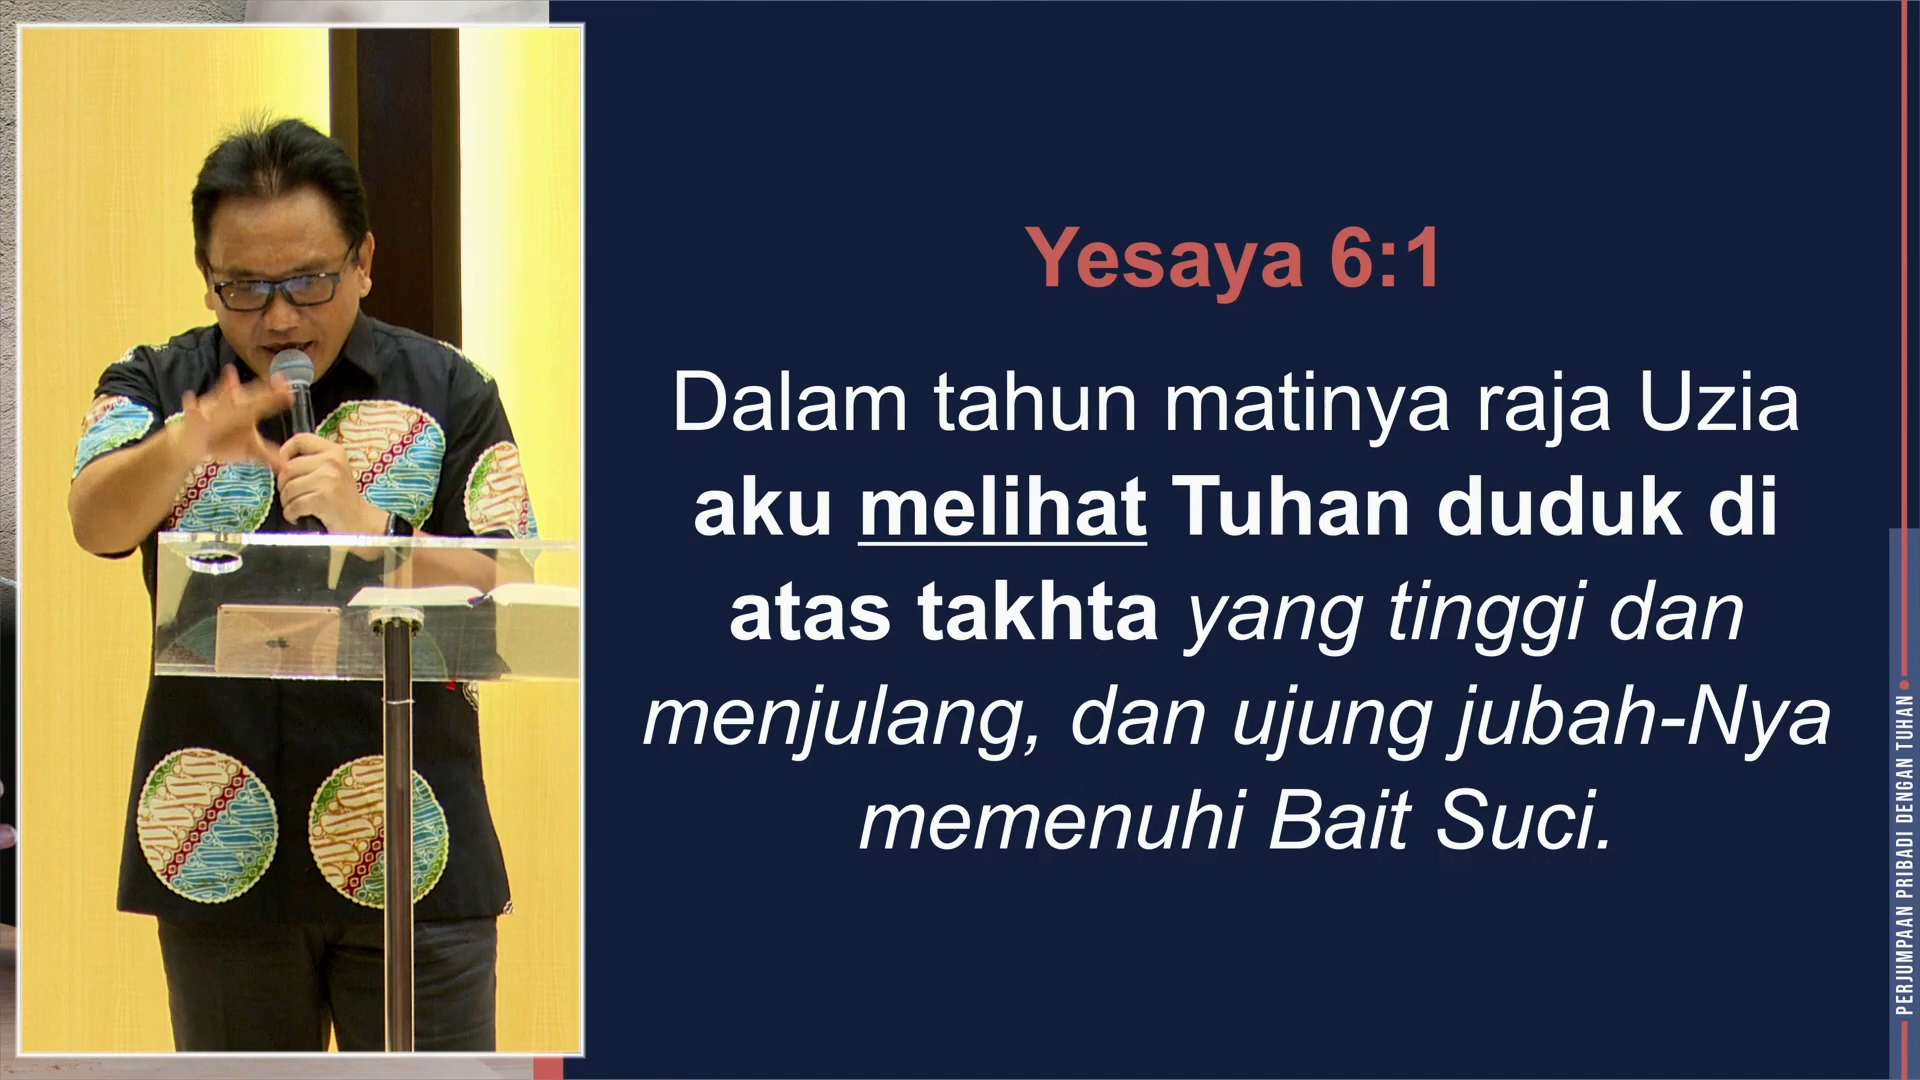 Yesaya 6:1
Dalam tahun matinya raja Uzia
aku melihat Tuhan duduk di
atas takhta yang tinggi dan
menjulang, dan ujung jubah-Nya
memenuhi Bait Suci.
PERJUMPAAN PRIBADI DENGAN TUHAN